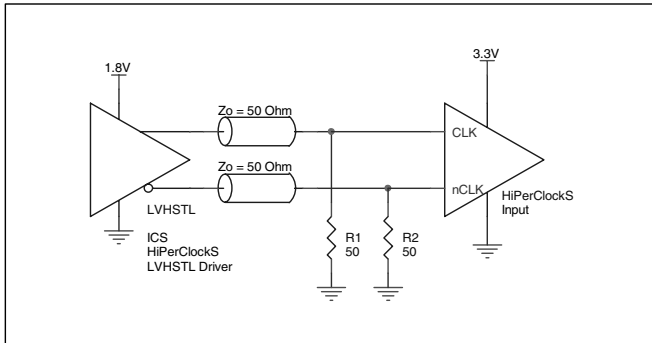 1.8V
3.3V
Zo = 50 Ohm
CLK
Zo = 50 Ohm
nCLK
HiPerClockS
Input
LVHSTL
ICS
HiPerClockS
LVHSTL Driver
R1
50
R2
50